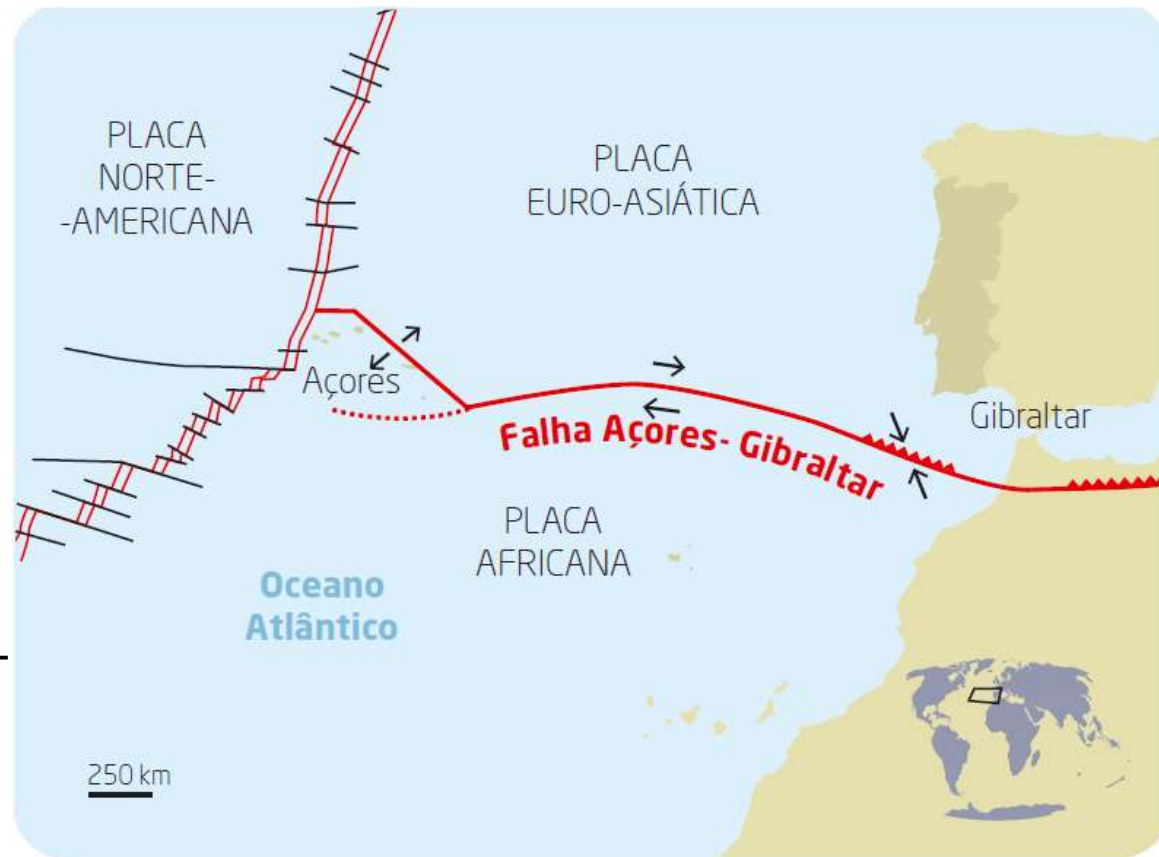 PLACA
NORTE-
-AMERICANA
PLACA
EURO-ASIÁTICA
Açores
Gibraltar
Falha Açores- Gibraltar
PLACA
AFRICANA
Oceano
Atlântico
250 km